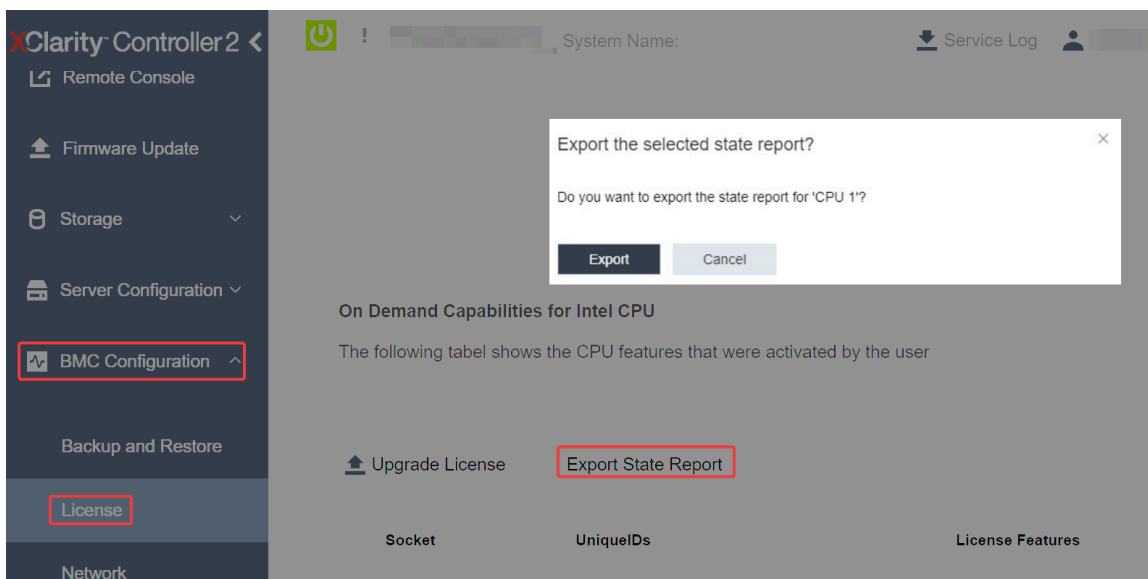 XClarity Controller 2
Remote Console
Firmware Update
Storage
Server Configuration
BMC Configuration
Backup and Restore
License
Network
System Name:
Service Log
Export the selected state report?
Do you want to export the state report for 'CPU 1'?
Export Cancel
On Demand Capabilities for Intel CPU
The following tabel shows the CPU features that were activated by the user
Upgrade License Export State Report
Socket UniqueIDs License Features